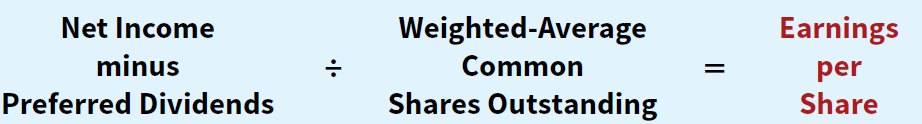 Net Income
minus
Preferred Dividends
÷
Weighted-Average
Common
Shares Outstanding
=
Earnings
per
Share